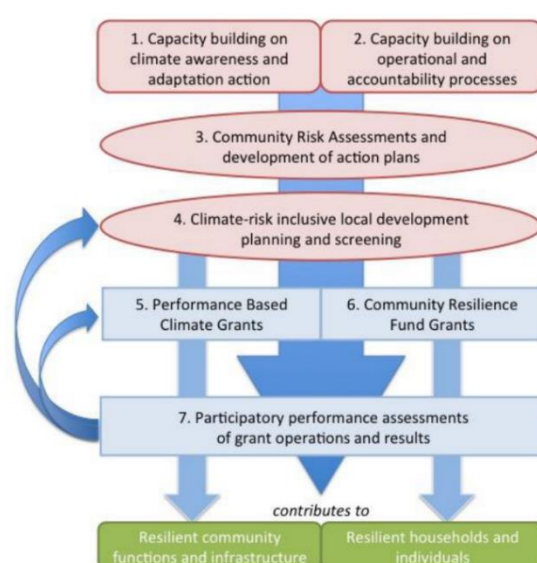 1. Capacity building on
climate awareness and
adaptation action
2. Capacity building on
operational and
accountability processes
3. Community Risk Assessments and
development of action plans
4. Climate-risk inclusive local development
planning and screening
5. Performance Based
Climate Grants
6. Community Resilience
Fund Grants
7. Participatory performance assessments
of grant operations and results
contributes to
Resilient community
functions and infrastructure
Resilient households and
individuals